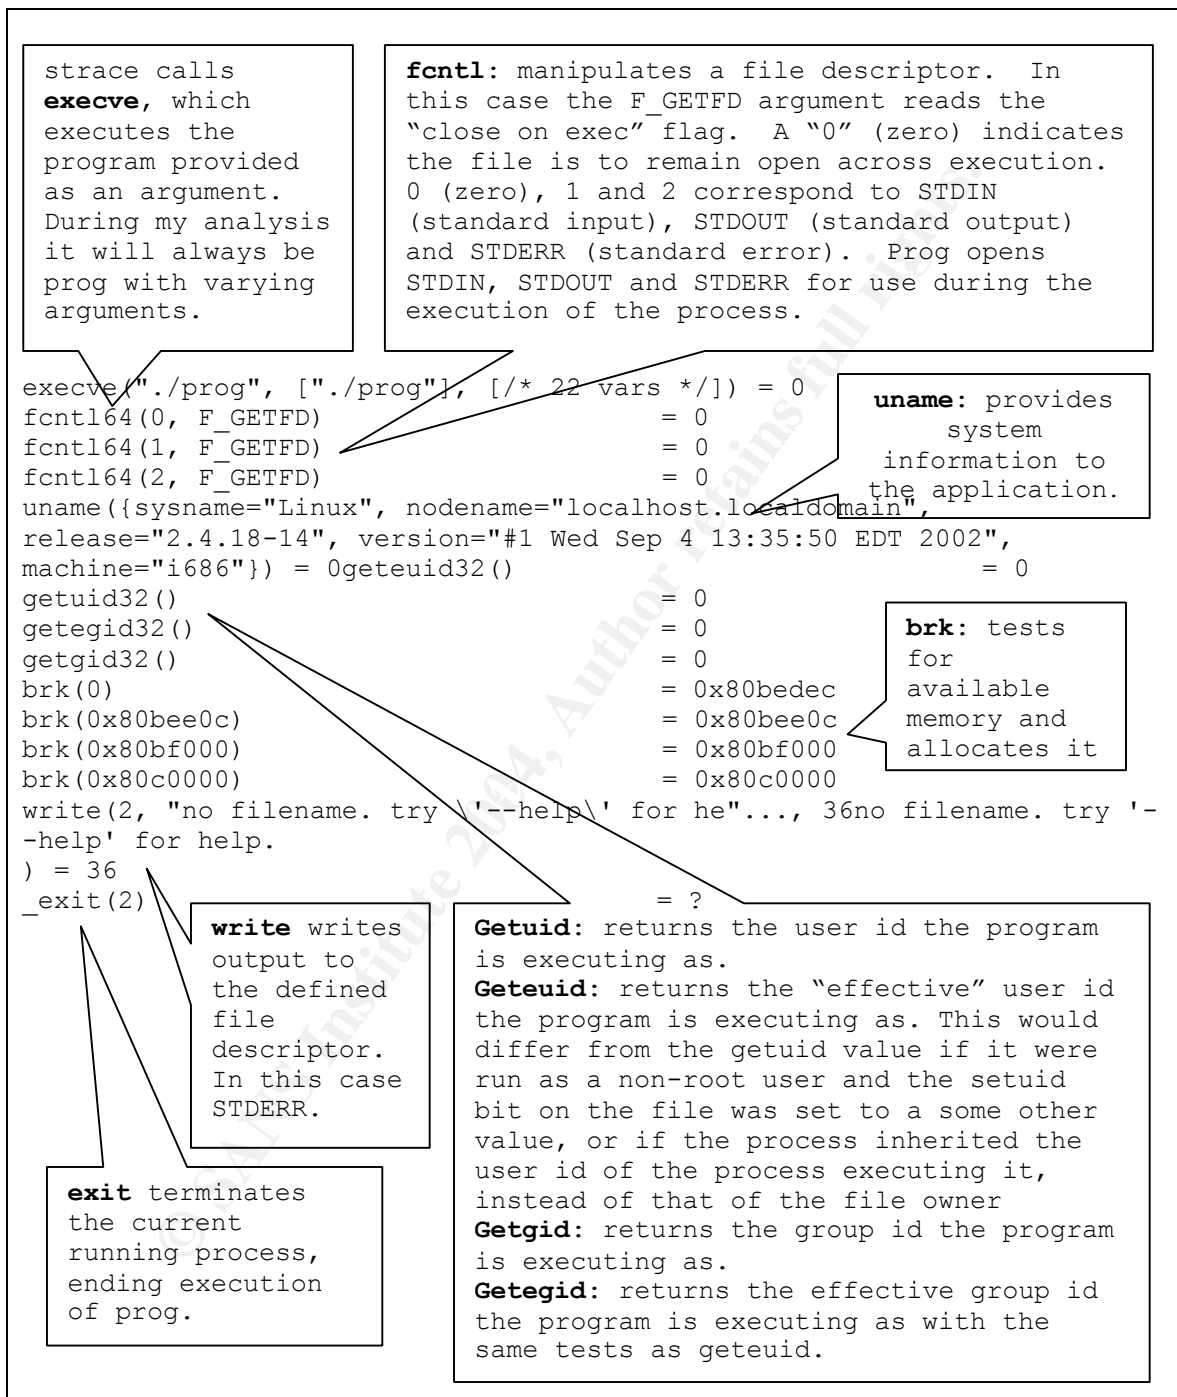 strace calls
execve, which
executes the
program provided
as an argument.
During my analysis
it will always be
prog with varying
arguments.
fcntl: manipulates a file descriptor.  In
this case the F_GETFD argument reads the
“close on exec” flag.  A “0” (zero) indicates
the file is to remain open across execution.
0 (zero), 1 and 2 correspond to STDIN
(standard input), STDOUT (standard output)
and STDERR (standard error).  Prog opens
STDIN, STDOUT and STDERR for use during the
execution of the process.
execve("./prog", ["./prog"], [/* 22 vars */]) = 0
fcntl64(0, F_GETFD)                     = 0
fcntl64(1, F_GETFD)                     = 0
fcntl64(2, F_GETFD)                     = 0
uname: provides
system
information to
the application.
uname({sysname="Linux", nodename="localhost.localdomain",
release="2.4.18-14", version="#1 Wed Sep 4 13:35:50 EDT 2002",
machine="i686"}) = 0geteuid32()                            = 0
getuid32()                              = 0
getegid32()                             = 0
getgid32()                              = 0
brk(0)                                  = 0x80bedec
brk(0x80bee0c)                          = 0x80bee0c
brk(0x80bf000)                          = 0x80bf000
brk(0x80c0000)                          = 0x80c0000
brk: tests
for
available
memory and
allocates it
write(2, "no filename. try \'--help\' for he"..., 36no filename. try '-
-help' for help.
) = 36
_exit(2)                                = ?
write writes
output to
the defined
file
descriptor.
In this case
STDERR.
Getuid: returns the user id the program
is executing as.
Geteuid: returns the “effective” user id
the program is executing as. This would
differ from the getuid value if it were
run as a non-root user and the setuid
bit on the file was set to a some other
value, or if the process inherited the
user id of the process executing it,
instead of that of the file owner
Getgid: returns the group id the program
is executing as.
Getegid: returns the effective group id
the program is executing as with the
same tests as geteuid.
exit terminates
the current
running process,
ending execution
of prog.
© SANS Institute 2004, Author retains full rights.